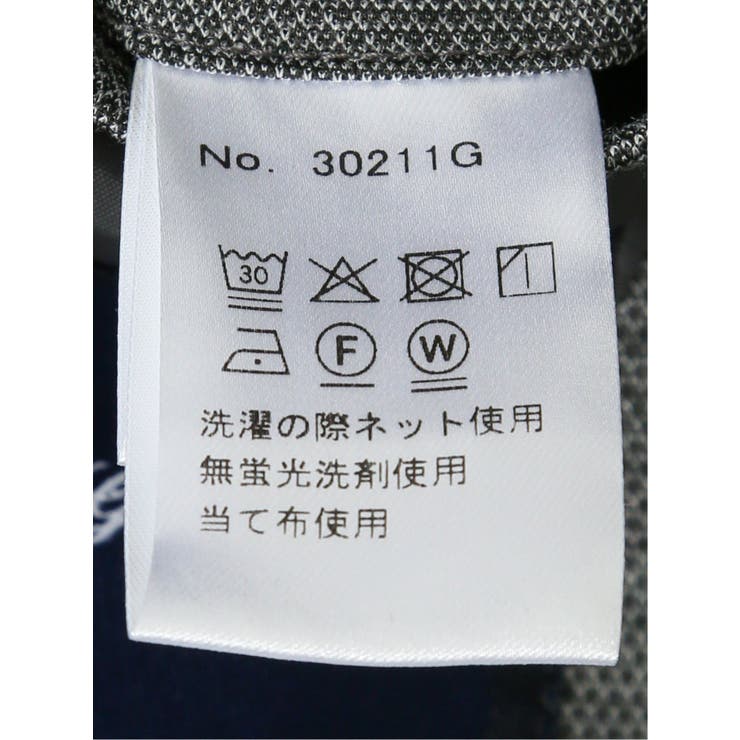 No. 30211G
30
F W
洗濯の際ネット使用
無蛍光洗剤使用
当て布使用